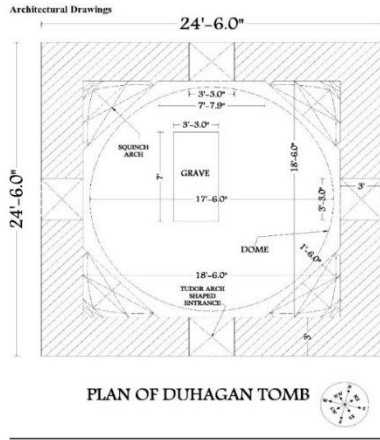 Architectural Drawings
24'-6.0"
3'-3.0"
7'-7.9"
3'-3.0"
SQUINCH
ARCH
7'
GRAVE
18'-6.0"
24'-6.0"
17'-6.0"
3'-3.0"
3'
DOME
1'-6.0"
18'-6.0"
TUDOR ARCH
SHAPED
ENTRANCE
3'
PLAN OF DUHAGAN TOMB